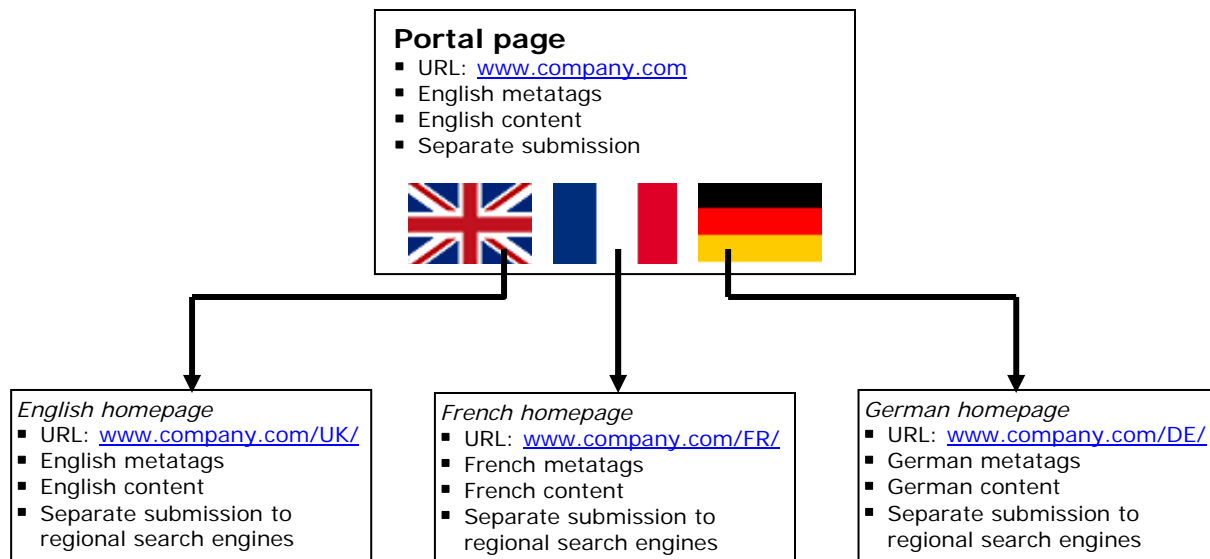 Portal page
▪ URL: www.company.com
▪ English metatags
▪ English content
▪ Separate submission
English homepage
▪ URL: www.company.com/UK/
▪ English metatags
▪ English content
▪ Separate submission to
regional search engines
French homepage
▪ URL: www.company.com/FR/
▪ French metatags
▪ French content
▪ Separate submission to
regional search engines
German homepage
▪ URL: www.company.com/DE/
▪ German metatags
▪ German content
▪ Separate submission to
regional search engines